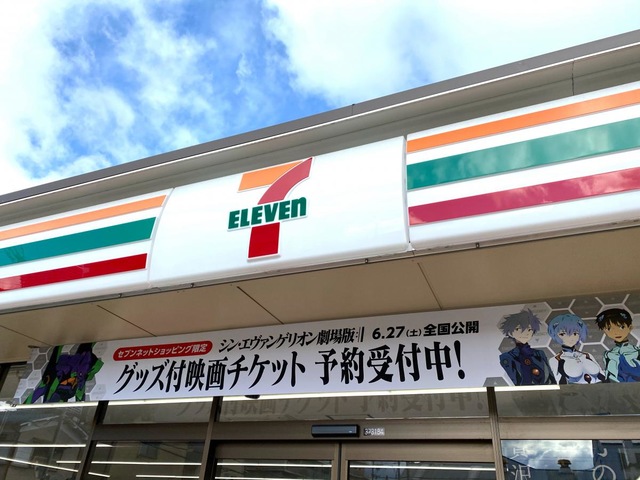 7
ELEVEn
セブンネットショッピング限定
シン・エヴァンゲリオン劇場版:|| 6.27(土)全国公開
グッズ付映画チケット 予約受付中!